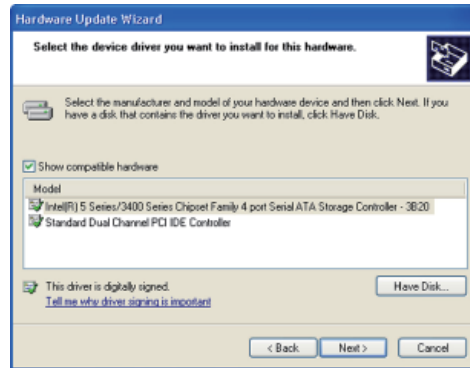 Hardware Update Wizard
Select the device driver you want to install for this hardware.
Select the manufacturer and model of your hardware device and then click Next. If you
have a disk that contains the driver you want to install, click Have Disk.
Show compatible hardware
Model
Intel(R) 5 Series/3400 Series Chipset Family 4 port Serial ATA Storage Controller - 3B20
Standard Dual Channel PCI IDE Controller
This driver is digitally signed.
Tell me why driver signing is important
Have Disk...
< Back
Next >
Cancel